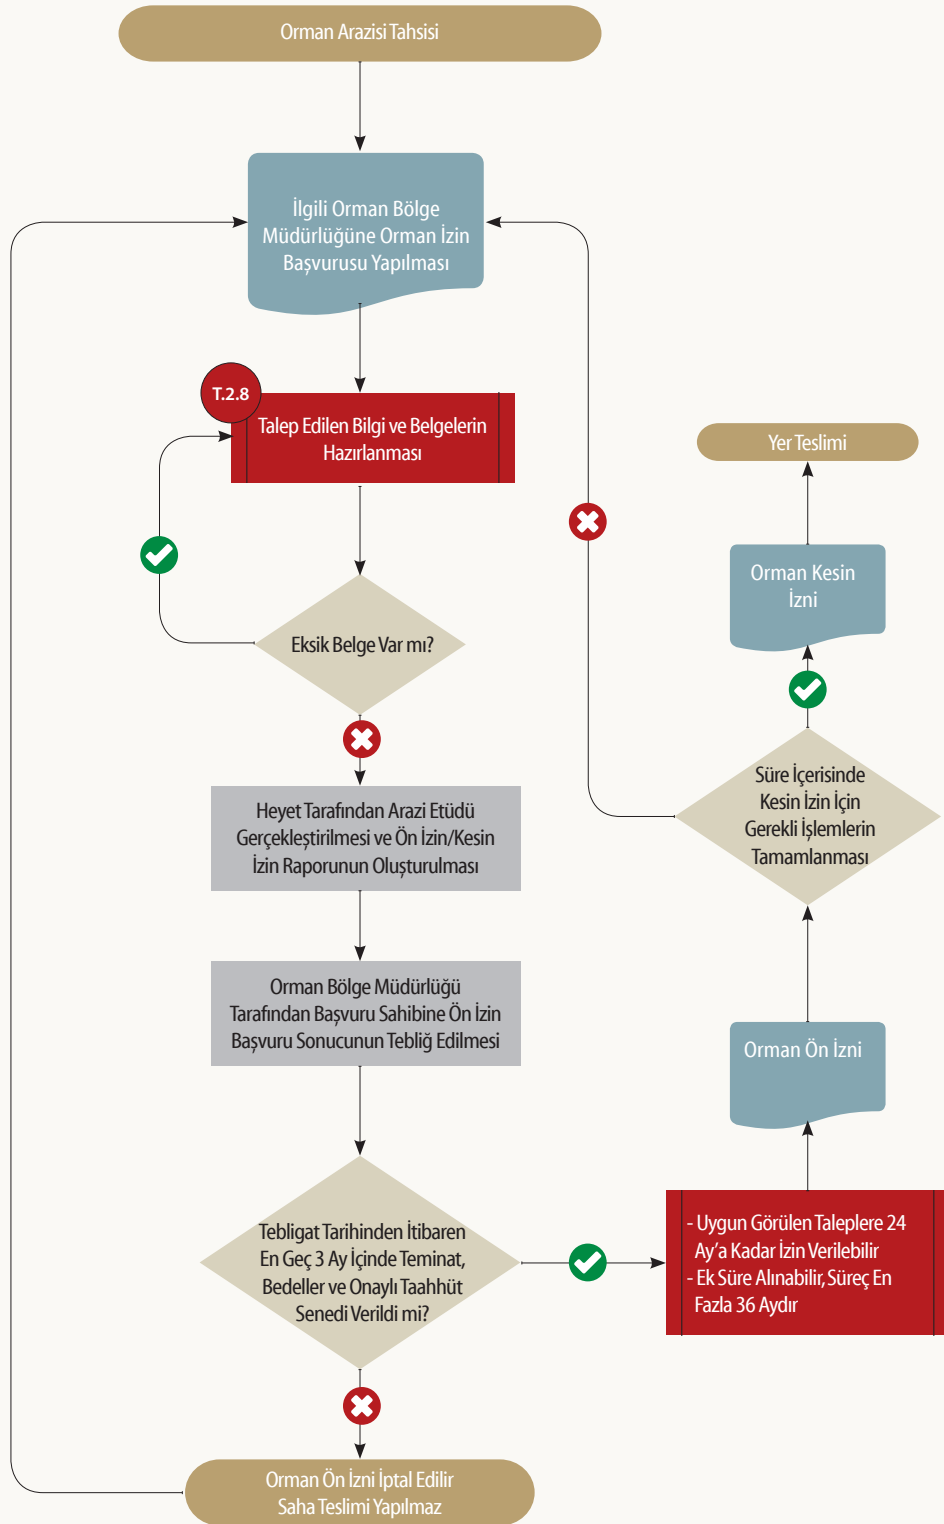 Orman Arazisi Tahsisi
İlgili Orman Bölge
Müdürlüğüne Orman İzin
Başvurusu Yapılması
T.2.8
Talep Edilen Bilgi ve Belgelerin
Hazırlanması
Eksik Belge Var mı?
Heyet Tarafından Arazi Etüdü
Gerçekleştirilmesi ve Ön İzin/Kesin
İzin Raporunun Oluşturulması
Orman Bölge Müdürlüğü
Tarafından Başvuru Sahibine Ön İzin
Başvuru Sonucunun Tebliğ Edilmesi
Tebligat Tarihinden İtibaren
En Geç 3 Ay İçinde Teminat,
Bedeller ve Onaylı Taahhüt
Senedi Verildi mi?
Orman Ön İzni İptal Edilir
Saha Teslimi Yapılmaz
- Uygun Görülen Taleplere 24
Ay'a Kadar İzin Verilebilir
- Ek Süre Alınabilir, Süreç En
Fazla 36 Aydır
Orman Ön İzni
Süre İçerisinde
Kesin İzin İçin
Gerekli İşlemlerin
Tamamlanması
Orman Kesin
İzni
Yer Teslimi